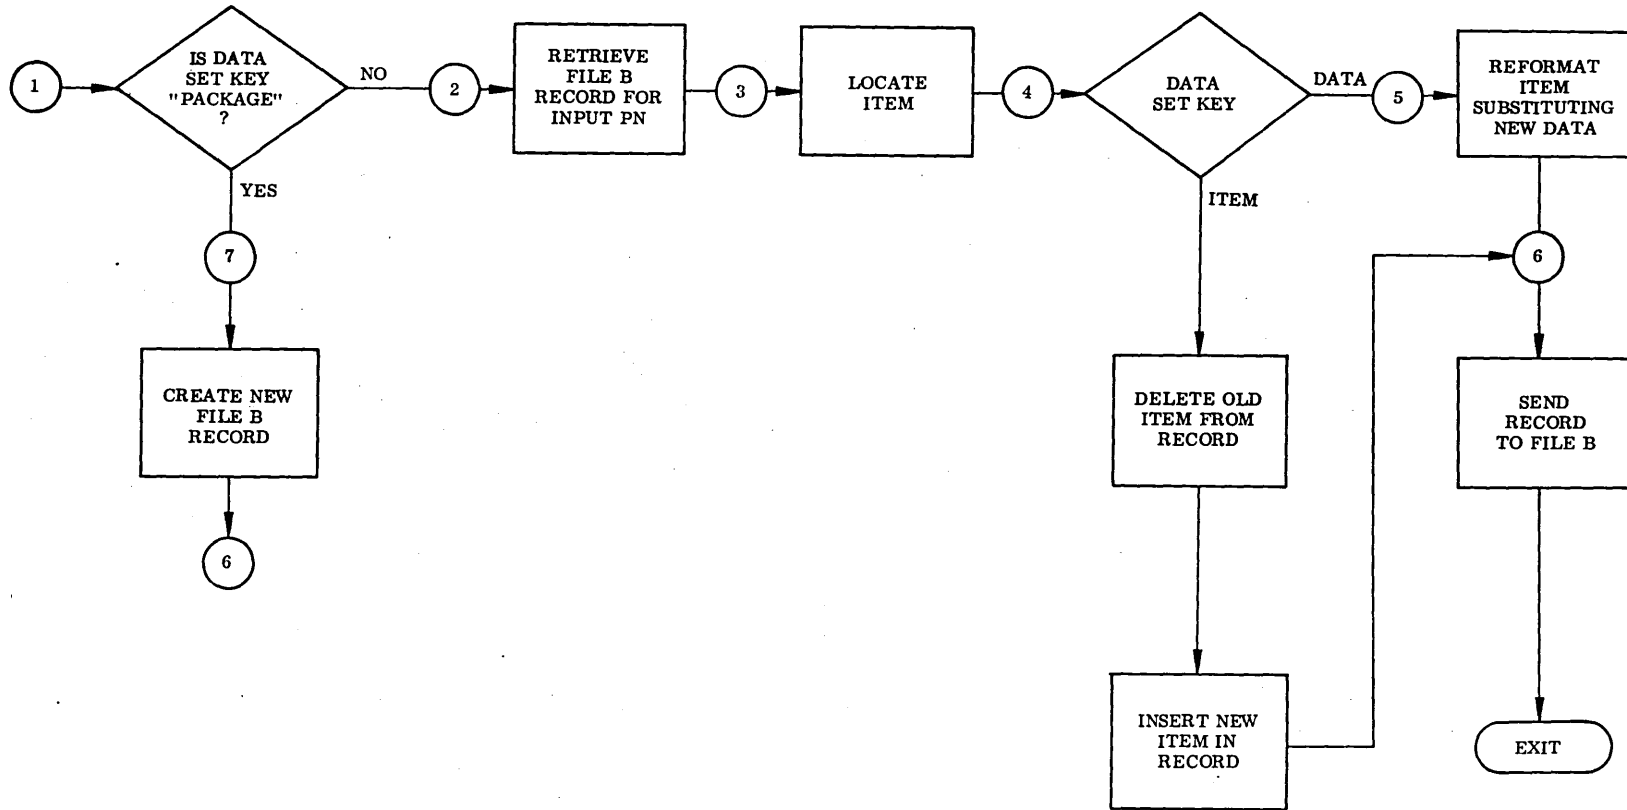 1
IS DATA
SET KEY
"PACKAGE"
?
NO
YES
2
RETRIEVE
FILE B
RECORD FOR
INPUT PN
3
LOCATE
ITEM
4
DATA
SET KEY
DATA
ITEM
5
REFORMAT
ITEM
SUBSTITUTING
NEW DATA
7
CREATE NEW
FILE B
RECORD
6
DELETE OLD
ITEM FROM
RECORD
INSERT NEW
ITEM IN
RECORD
6
SEND
RECORD
TO FILE B
EXIT